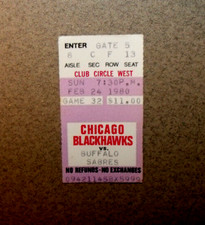 ENTER GATE 5
6 C F 13
AISLE SEC ROW SEAT
CLUB CIRCLE WEST
SUN 7:30P.M.
FEB 24 1980
GAME 32 $11.00
CHICAGO
BLACKHAWKS
vs.
BUFFALO
SABRES
NO REFUNDS-NO EXCHANGES